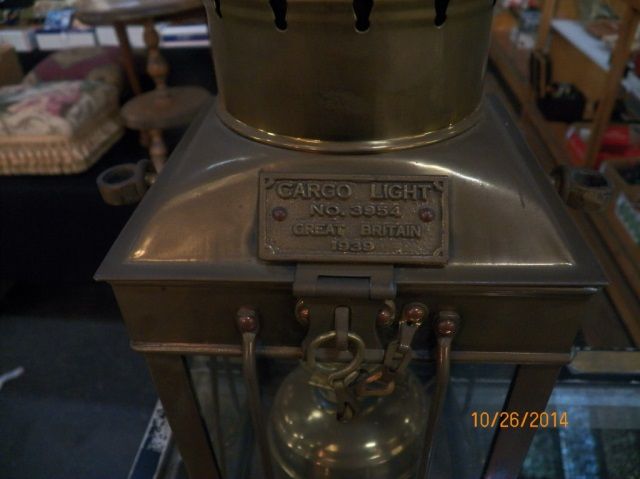 CARGO LIGHT
NO. 3954
GREAT BRITAIN
1939
10/26/2014